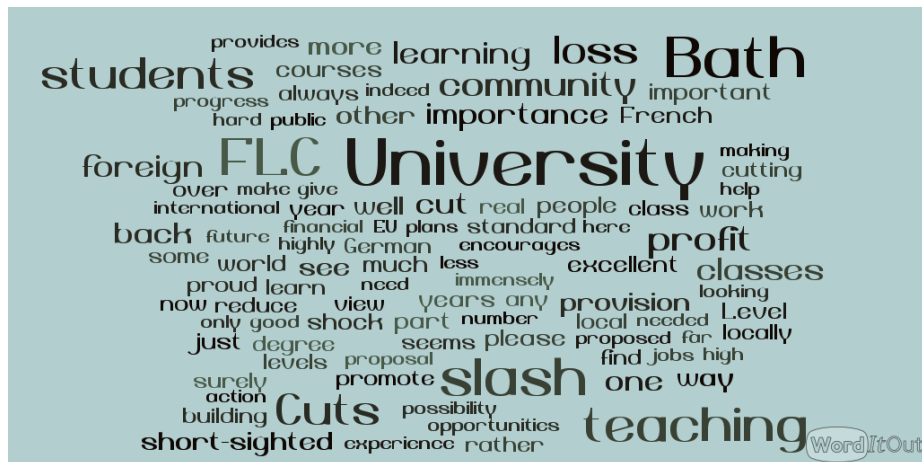 provides more learning loss Bath
students courses community
progress always indeed important
hard public other importance French
foreign FLC University making
cutting
over make give help
international year well cut real people class work
back future financial EU plans standard here profit
some highly German encourages
world see much less excellent classes
proud learn need immensely looking
now reduce view years any provision Level
only good shock part number local needed locally
just degree seems please proposed far
levels proposal find jobs high
surely promote slash one way
action
building Cuts possibility teaching
opportunities
short-sighted experience rather WordItOut